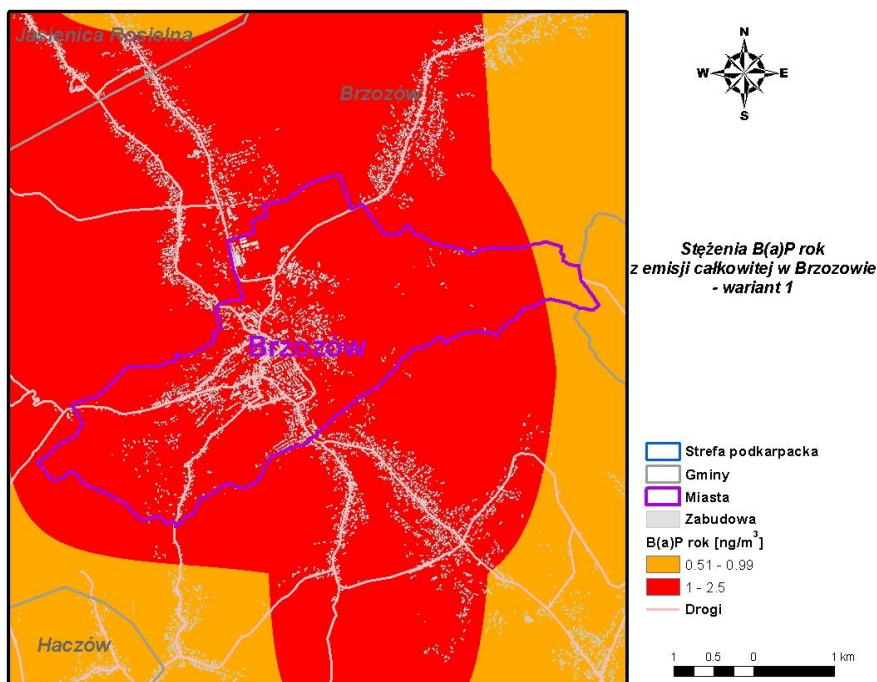 Jasienica Rosielna
Brzozów
Brzozów
Haczów
N
W E
S
Stężenia B(a)P rok
z emisji całkowitej w Brzozowie
- wariant 1
Strefa podkarpacka
Gminy
Miasta
Zabudowa
B(a)P rok [ng/m³]
0.51 - 0.99
1 - 2.5
Drogi
1 0.5 0 1 km